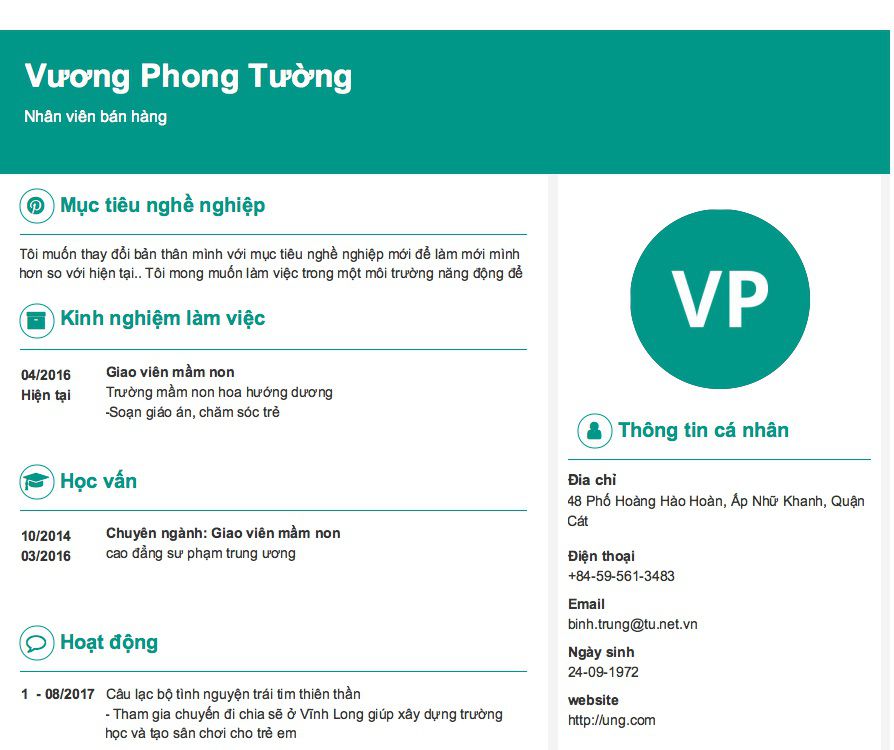 Vương Phong Tường
Nhân viên bán hàng
Mục tiêu nghề nghiệp
Tôi muốn thay đổi bản thân mình với mục tiêu nghề nghiệp mới để làm mới mình
hơn so với hiện tại.. Tôi mong muốn làm việc trong một môi trường năng động để
Kinh nghiệm làm việc
04/2016
Hiện tại
Giao viên mầm non
Trường mầm non hoa hướng dương
-Soạn giáo án, chăm sóc trẻ
Học vấn
10/2014
03/2016
Chuyên ngành: Giao viên mầm non
cao đẳng sư phạm trung ương
Hoạt động
1 - 08/2017
Câu lạc bộ tình nguyện trái tim thiên thần
- Tham gia chuyến đi chia sẽ ở Vĩnh Long giúp xây dựng trường
học và tạo sân chơi cho trẻ em
VP
Thông tin cá nhân
Đia chỉ
48 Phố Hoàng Hào Hoàn, Ấp Nhữ Khanh, Quận
Cát
Điện thoại
+84-59-561-3483
Email
binh.trung@tu.net.vn
Ngày sinh
24-09-1972
website
http://ung.com